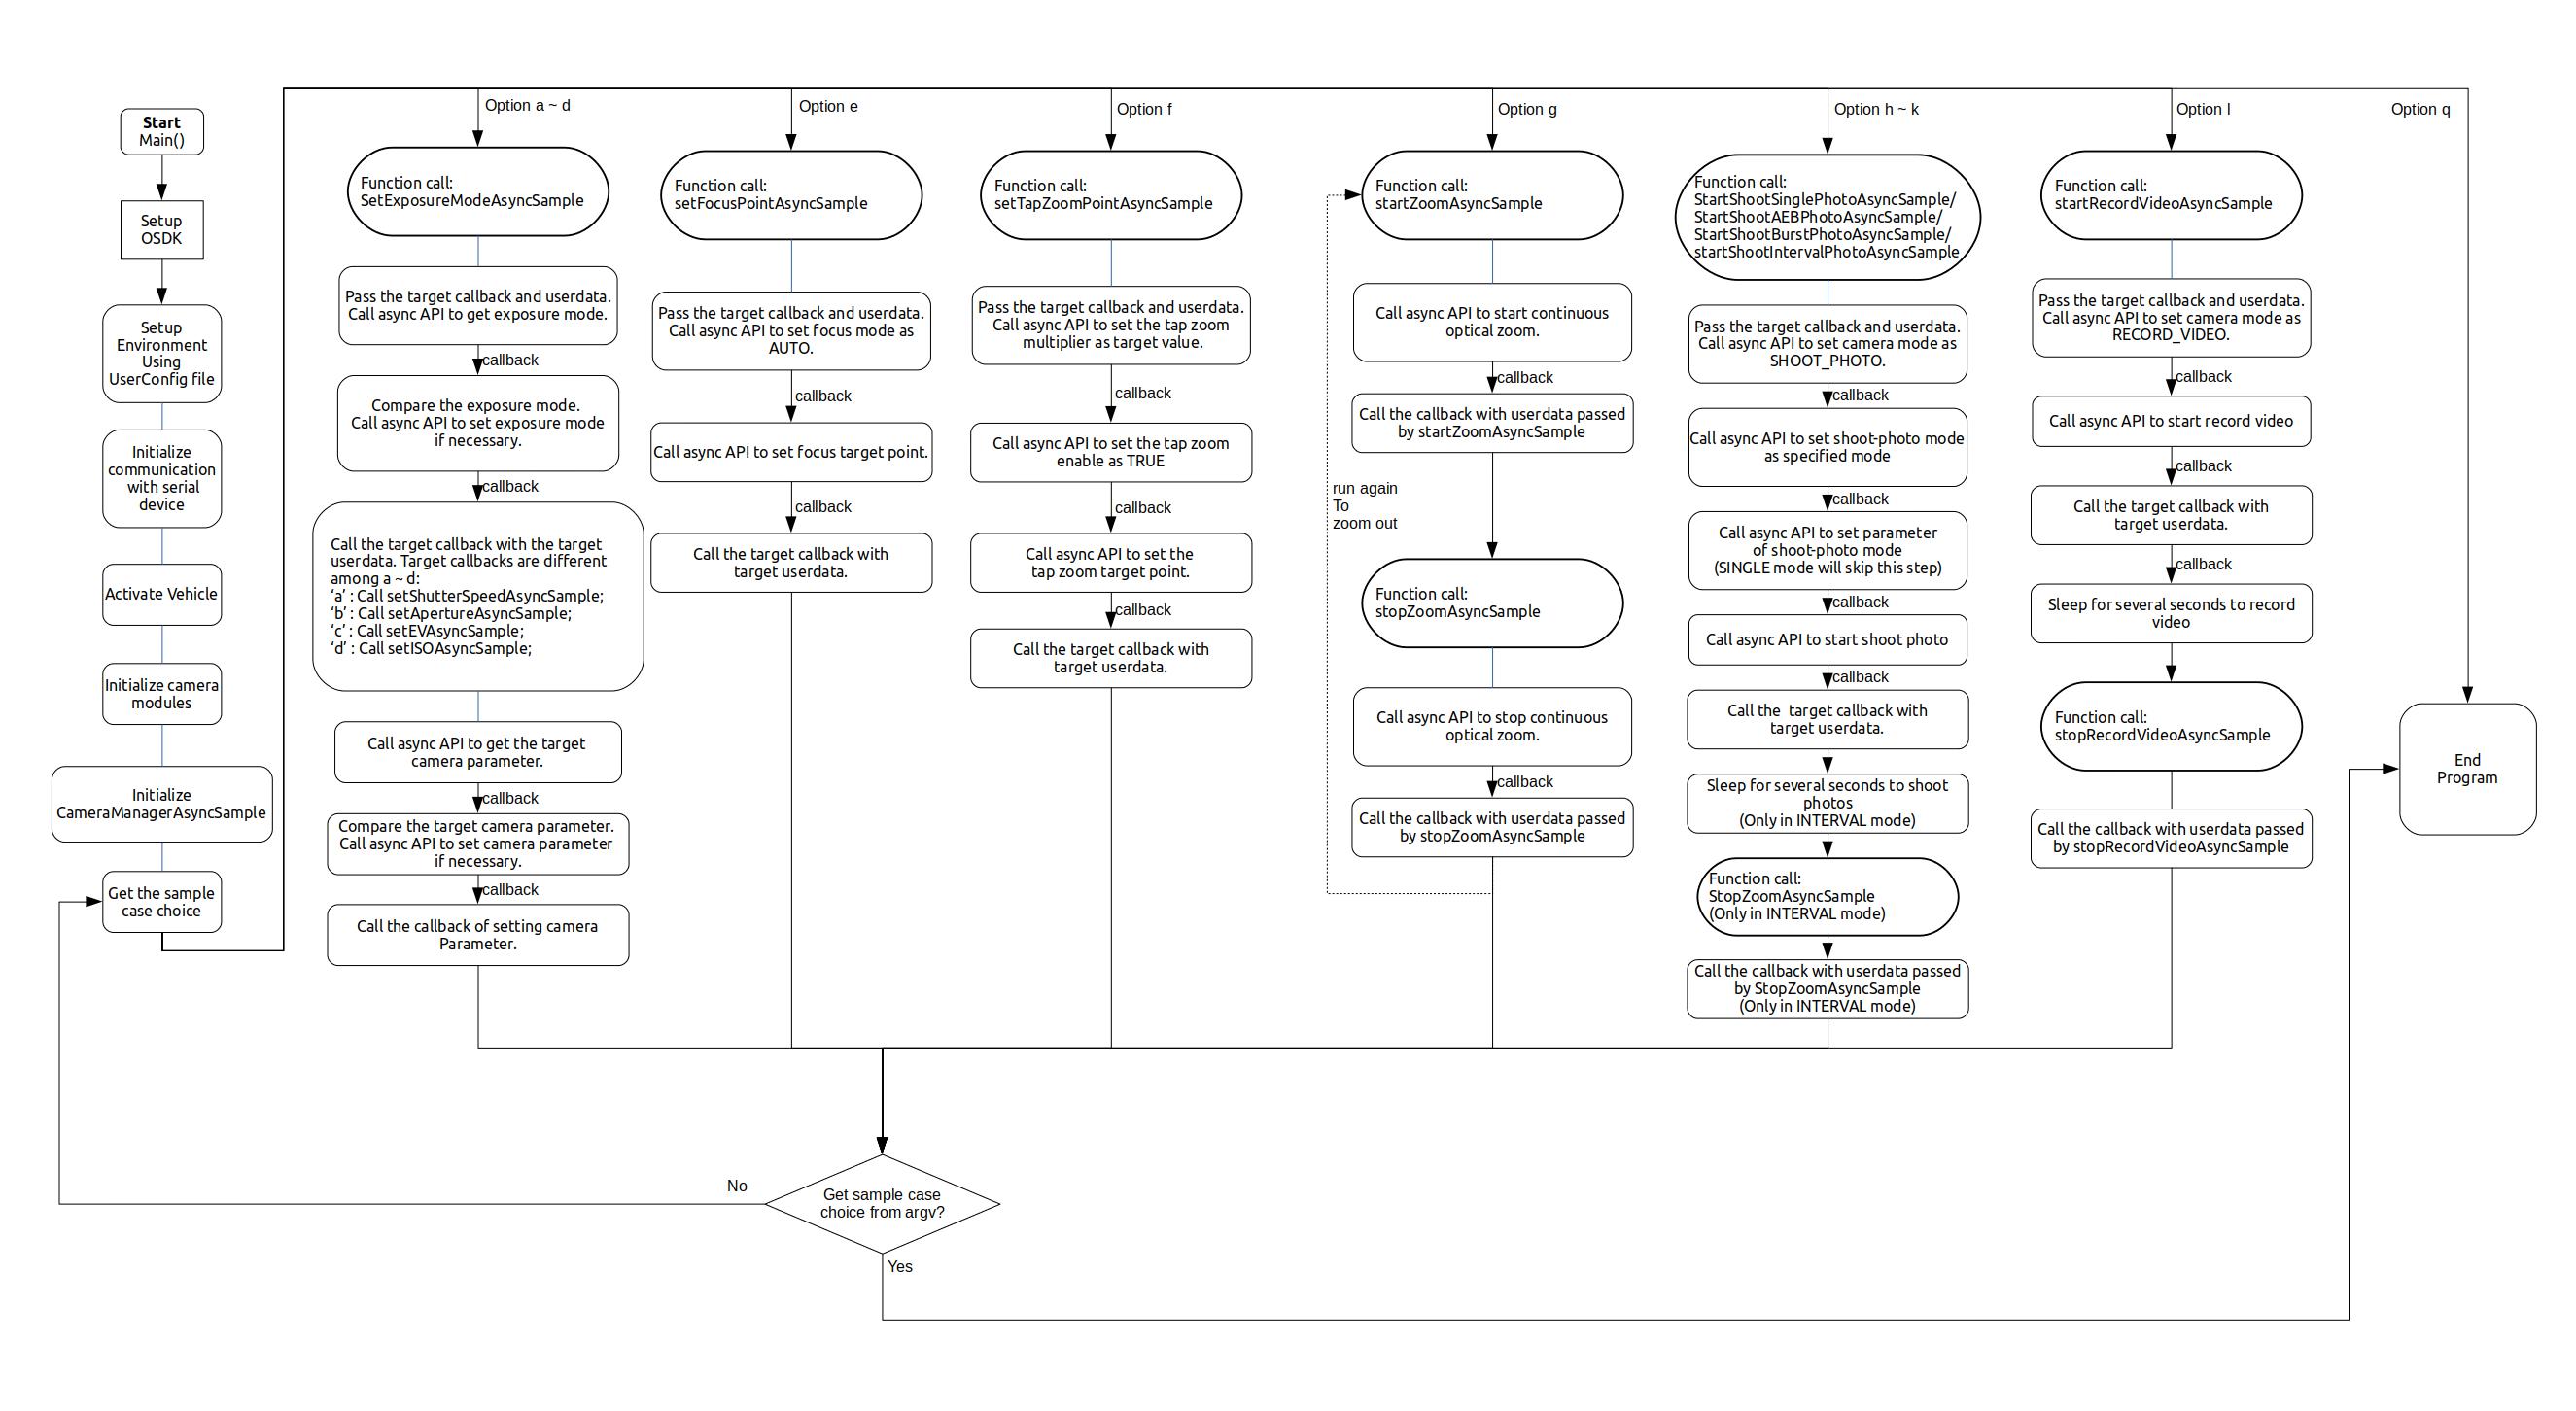 Start
Main()
Setup
OSDK
Setup
Environment
Using
UserConfig file
Initialize
communication
with serial
device
Activate Vehicle
Initialize camera
modules
Initialize
CameraManagerAsyncSample
Get the sample
case choice
Option a ~ d
Function call:
SetExposureModeAsyncSample
Pass the target callback and userdata.
Call async API to get exposure mode.
callback
Compare the exposure mode.
Call async API to set exposure mode
if necessary.
callback
Call the target callback with the target
userdata. Target callbacks are different
among a ~ d:
‘a’ : Call setShutterSpeedAsyncSample;
‘b’ : Call setApertureAsyncSample;
‘c’ : Call setEVAsyncSample;
‘d’ : Call setISOAsyncSample;
Call async API to get the target
camera parameter.
callback
Compare the target camera parameter.
Call async API to set camera parameter
if necessary.
callback
Call the callback of setting camera
Parameter.
Option e
Function call:
setFocusPointAsyncSample
Pass the target callback and userdata.
Call async API to set focus mode as
AUTO.
callback
Call async API to set focus target point.
callback
Call the target callback with
target userdata.
Option f
Function call:
setTapZoomPointAsyncSample
Pass the target callback and userdata.
Call async API to set the tap zoom
multiplier as target value.
callback
Call async API to set the tap zoom
enable as TRUE
callback
Call async API to set the
tap zoom target point.
callback
Call the target callback with
target userdata.
Option g
Function call:
startZoomAsyncSample
Call async API to start continuous
optical zoom.
callback
Call the callback with userdata passed
by startZoomAsyncSample
run again
To
zoom out
Function call:
stopZoomAsyncSample
Call async API to stop continuous
optical zoom.
callback
Call the callback with userdata passed
by stopZoomAsyncSample
Option h ~ k
Function call:
StartShootSinglePhotoAsyncSample/
StartShootAEBPhotoAsyncSample/
StartShootBurstPhotoAsyncSample/
startShootIntervalPhotoAsyncSample
Pass the target callback and userdata.
Call async API to set camera mode as
SHOOT_PHOTO.
callback
Call async API to set shoot-photo mode
as specified mode
callback
Call async API to set parameter
of shoot-photo mode
(SINGLE mode will skip this step)
callback
Call async API to start shoot photo
callback
Call the target callback with
target userdata.
Sleep for several seconds to shoot
photos
(Only in INTERVAL mode)
Function call:
StopZoomAsyncSample
(Only in INTERVAL mode)
Call the callback with userdata passed
by StopZoomAsyncSample
(Only in INTERVAL mode)
Option l
Function call:
startRecordVideoAsyncSample
Pass the target callback and userdata.
Call async API to set camera mode as
RECORD_VIDEO.
callback
Call async API to start record video
callback
Call the target callback with
target userdata.
callback
Sleep for several seconds to record
video
Function call:
stopRecordVideoAsyncSample
Call the callback with userdata passed
by stopRecordVideoAsyncSample
Option q
End
Program
Get sample case
choice from argv?
No
Yes